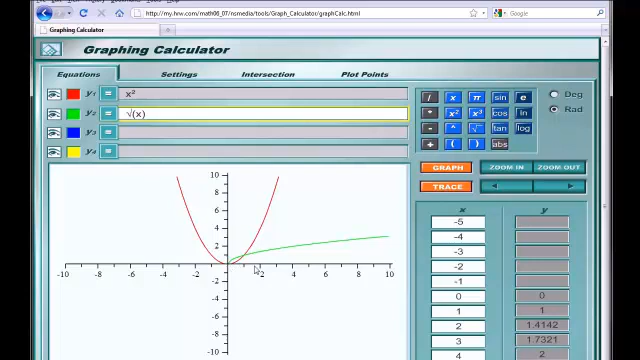 http://my.hrw.com/math06_07/nsmedia/tools/Graph_Calculator/graphCalc.html
Google
Graphing Calculator
Graphing Calculator
Equations Settings Intersection Plot Points
y1 = x²
y2 = √(x)
y3 =
y4 =
/ x π sin e
* x² x³ cos ln
- ^ √ tan log
+ ( ) abs
Deg
Rad
GRAPH ZOOM IN ZOOM OUT
TRACE
10
8
6
4
2
-10 -8 -6 -4 -2 0 2 4 6 8 10
-2
-4
-6
-8
-10
x y
-5
-4
-3
-2
-1
0 0
1 1
2 1.4142
3 1.7321
4 2